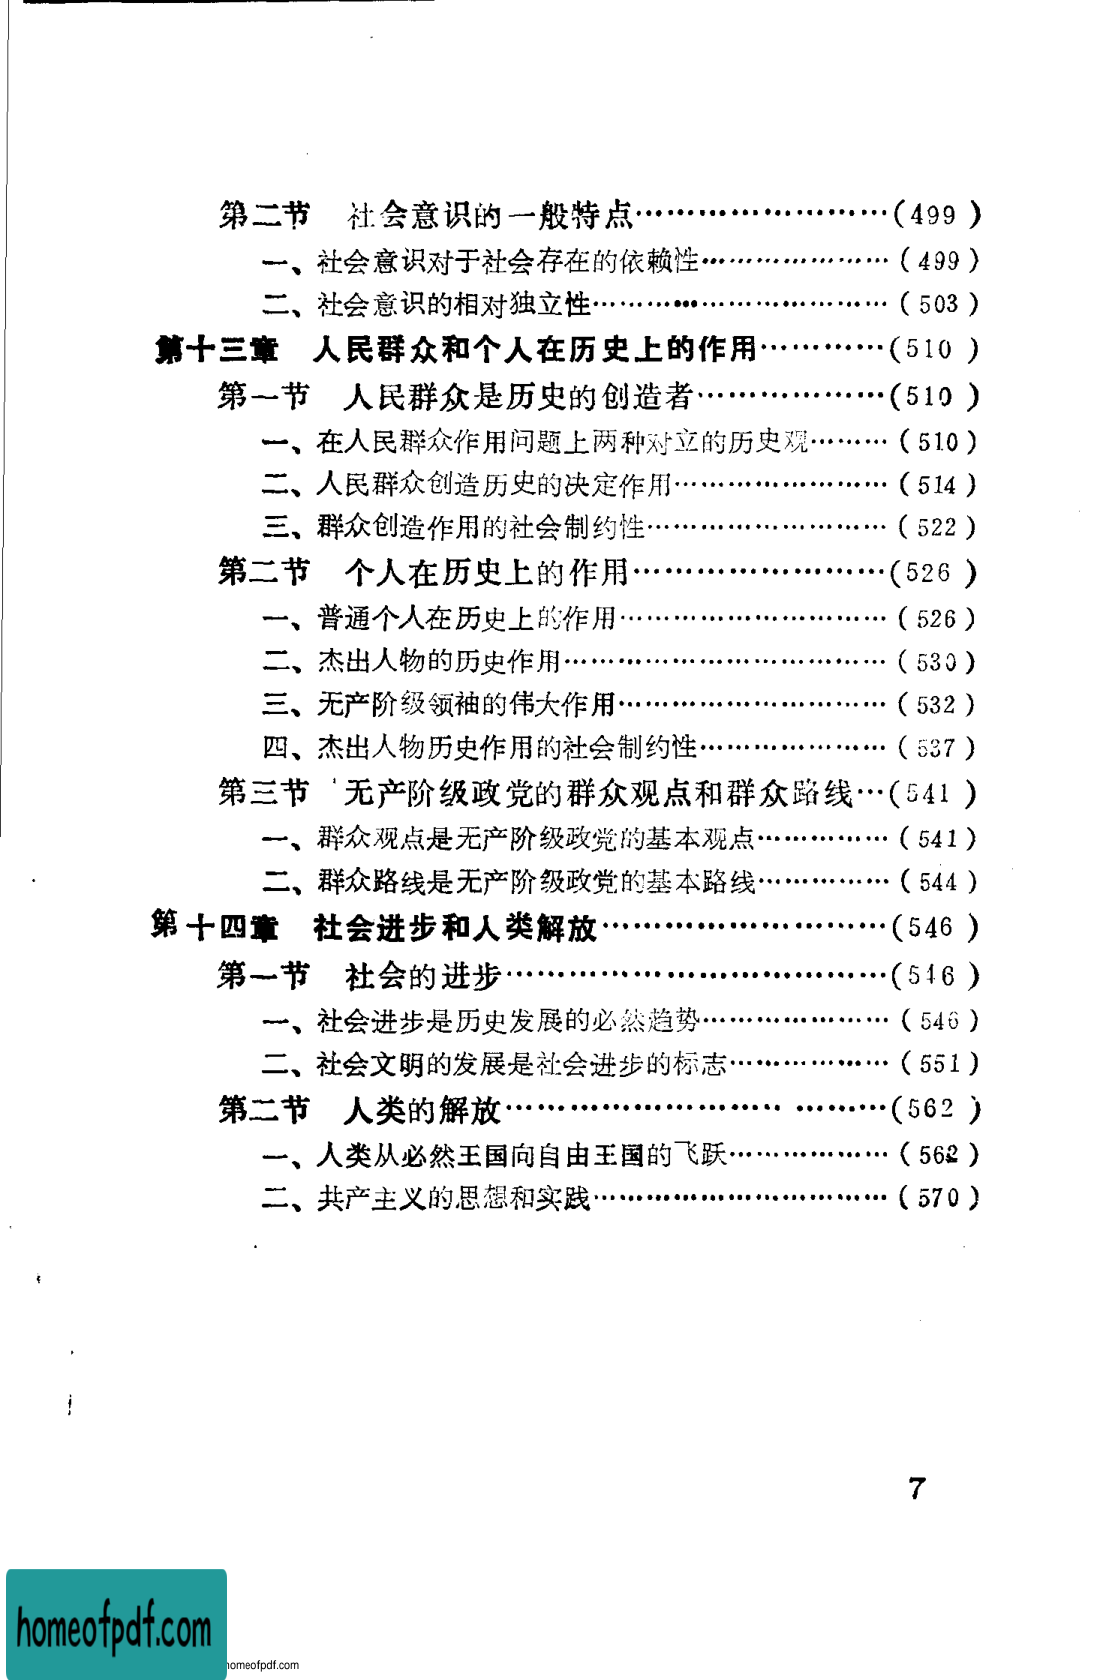 第二节 社会意识的一般特点……………………(499)
一、社会意识对于社会存在的依赖性…………………(499)
二、社会意识的相对独立性……………………………(503)
第十三章 人民群众和个人在历史上的作用…………(510)
第一节 人民群众是历史的创造者………………(510)
一、在人民群众作用问题上两种对立的历史观………(510)
二、人民群众创造历史的决定作用……………………(514)
三、群众创造作用的社会制约性………………………(522)
第二节 个人在历史上的作用……………………(526)
一、普通个人在历史上的作用…………………………(526)
二、杰出人物的历史作用………………………………(530)
三、无产阶级领袖的伟大作用…………………………(532)
四、杰出人物历史作用的社会制约性…………………(537)
第三节 无产阶级政党的群众观点和群众路线…(541)
一、群众观点是无产阶级政党的基本观点……………(541)
二、群众路线是无产阶级政党的基本路线……………(544)
第十四章 社会进步和人类解放………………………(546)
第一节 社会的进步………………………………(546)
一、社会进步是历史发展的必然趋势…………………(546)
二、社会文明的发展是社会进步的标志………………(551)
第二节 人类的解放……………………… ………(562)
一、人类从必然王国向自由王国的飞跃………………(562)
二、共产主义的思想和实践……………………………(570)
7
homeofpdf.com
homeofpdf.com